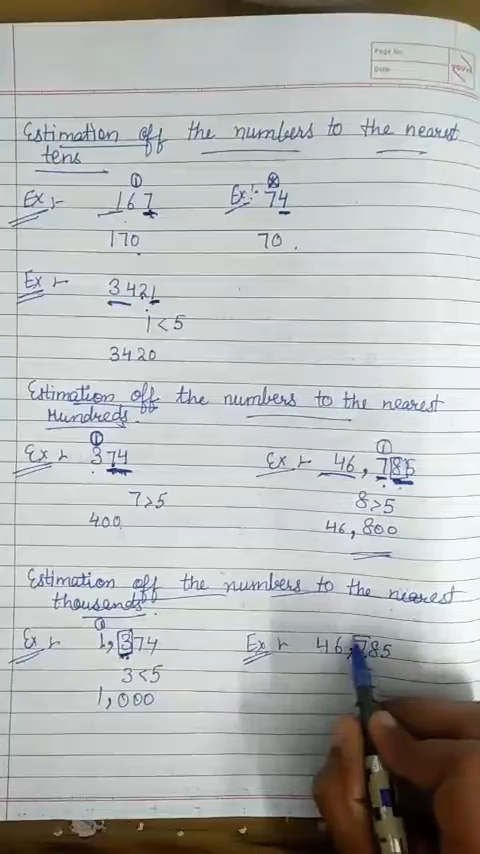 Page No.
Date
youva
Estimation off the numbers to the nearest
tens
Ex :- 167 Ex :- 74
170 70.
Ex :- 3421
1 < 5
3420
Estimation off the numbers to the nearest
Hundreds.
Ex :- 374 Ex :- 46,785
7>5 8>5
400 46,800
Estimation off the numbers to the nearest
thousands.
Ex :- 1,374 Ex :- 46,785
3<5
1,000